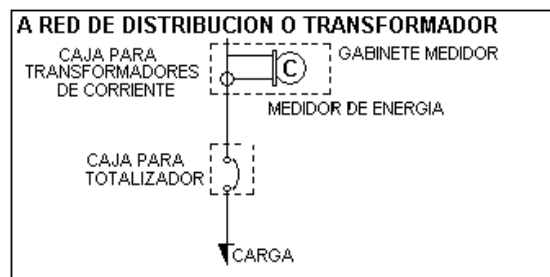 A RED DE DISTRIBUCION O TRANSFORMADOR
CAJA PARA
TRANSFORMADORES
DE CORRIENTE
GABINETE MEDIDOR
C
MEDIDOR DE ENERGIA
CAJA PARA
TOTALIZADOR
CARGA